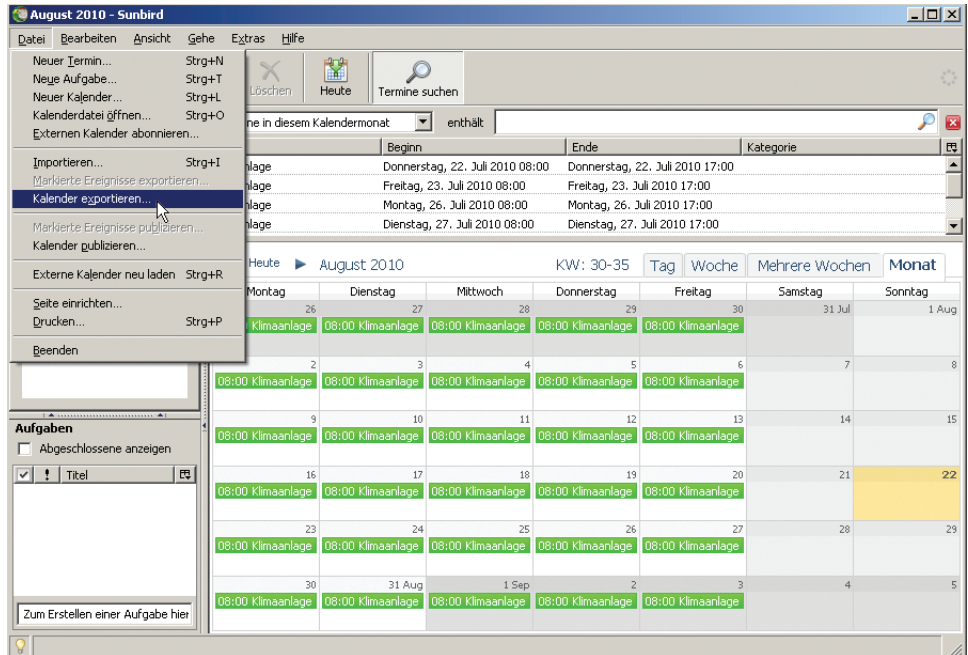 August 2010 - Sunbird
Datei Bearbeiten Ansicht Gehe Extras Hilfe
Neuer Termin... Strg+N
Neue Aufgabe... Strg+T
Neuer Kalender... Strg+L
Kalenderdatei öffnen... Strg+O
Externen Kalender abonnieren...
Importieren... Strg+I
Markierte Ereignisse exportieren...
Kalender exportieren...
Markierte Ereignisse publizieren...
Kalender publizieren...
Externe Kalender neu laden Strg+R
Seite einrichten...
Drucken... Strg+P
Beenden
Löschen Heute Termine suchen
ne in diesem Kalendermonat enthält
Beginn Ende Kategorie
nlage Donnerstag, 22. Juli 2010 08:00 Donnerstag, 22. Juli 2010 17:00
nlage Freitag, 23. Juli 2010 08:00 Freitag, 23. Juli 2010 17:00
nlage Montag, 26. Juli 2010 08:00 Montag, 26. Juli 2010 17:00
nlage Dienstag, 27. Juli 2010 08:00 Dienstag, 27. Juli 2010 17:00
Heute August 2010 KW: 30-35 Tag Woche Mehrere Wochen Monat
Montag Dienstag Mittwoch Donnerstag Freitag Samstag Sonntag
26 27 28 29 30 31 Jul 1 Aug
Klimaanlage 08:00 Klimaanlage 08:00 Klimaanlage 08:00 Klimaanlage 08:00 Klimaanlage
2 3 4 5 6 7 8
08:00 Klimaanlage 08:00 Klimaanlage 08:00 Klimaanlage 08:00 Klimaanlage 08:00 Klimaanlage
9 10 11 12 13 14 15
08:00 Klimaanlage 08:00 Klimaanlage 08:00 Klimaanlage 08:00 Klimaanlage 08:00 Klimaanlage
16 17 18 19 20 21 22
08:00 Klimaanlage 08:00 Klimaanlage 08:00 Klimaanlage 08:00 Klimaanlage 08:00 Klimaanlage
23 24 25 26 27 28 29
08:00 Klimaanlage 08:00 Klimaanlage 08:00 Klimaanlage 08:00 Klimaanlage 08:00 Klimaanlage
30 31 Aug 1 Sep 2 3 4 5
08:00 Klimaanlage 08:00 Klimaanlage 08:00 Klimaanlage 08:00 Klimaanlage 08:00 Klimaanlage
Aufgaben
Abgeschlossene anzeigen
! Titel
Zum Erstellen einer Aufgabe hier